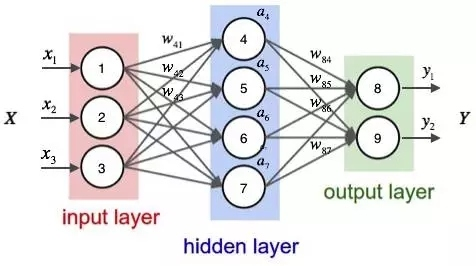 X
x₁
x₂
x₃
1
2
3
input layer
w₄₁
w₄₂
w₄₃
a₄
4
a₅
5
a₆
6
a₇
7
hidden layer
w₈₄
w₈₅
w₈₆
w₈₇
8
9
output layer
y₁
y₂
Y